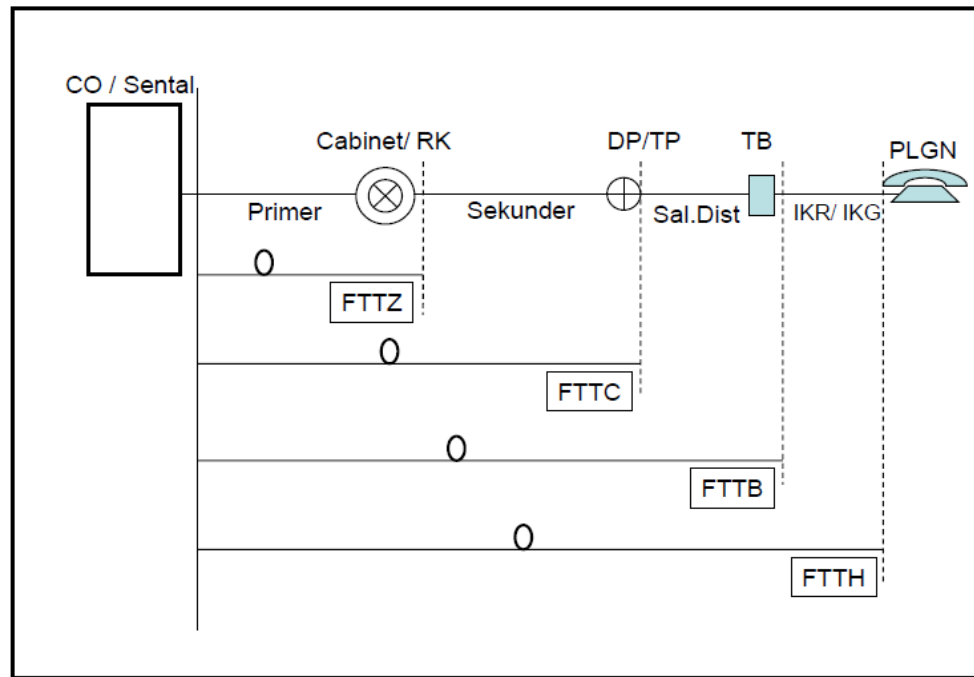 CO / Sental
Cabinet/ RK
DP/TP
TB
PLGN
Primer
Sekunder
Sal.Dist
IKR/ IKG
FTTZ
FTTC
FTTB
FTTH